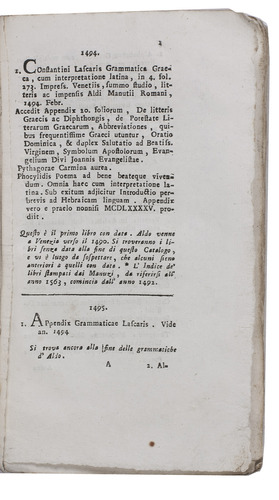 1494.
1. COnstantini Lascaris Grammatica Graeca, cum interpretatione latina, in 4. fol.
273. Impress. Venetiis, summo studio, litteris ac impensis Aldi Manutii Romani,
1494. Febr.
Accedit Appendix 20. foliorum, De litteris
Graecis ac Diphthongis, de Potestate Literarum Graecarum, Abbreviationes, quibus frequentissime Graeci utuntur, Oratio
Dominica, & duplex Salutatio ad Beatiss.
Virginem, Symbolum Apostolorum, Evangelium Divi Joannis Evangelistae.
Pythagorae Carmina aurea.
Phocylidis Poema ad bene beateque vivendum. Omnia haec cum interpretatione latina. Sub exitum adjicitur Introductio perbrevis ad Hebraicam linguam. Appendix
vero e praelo nonnisi MCDLXXXXV. prodiit.
Questo è il primo libro con data. Aldo venne
a Venezia verso il 1490. Si troveranno i libri senza data alla fine di questo Catalogo,
e vi è luogo da sospettare, che alcuni sieno
anteriori a quelli con data. * L' Indice de'
libri stampati dai Manuzj, da riferirsi all'
anno 1563, comincia dall' anno 1492.
1495.
1. APpendix Grammaticae Lascaris. Vide
an. 1494
Si trova ancora alla fine delle grammatiche
d' Aldo.
A
2. Al-